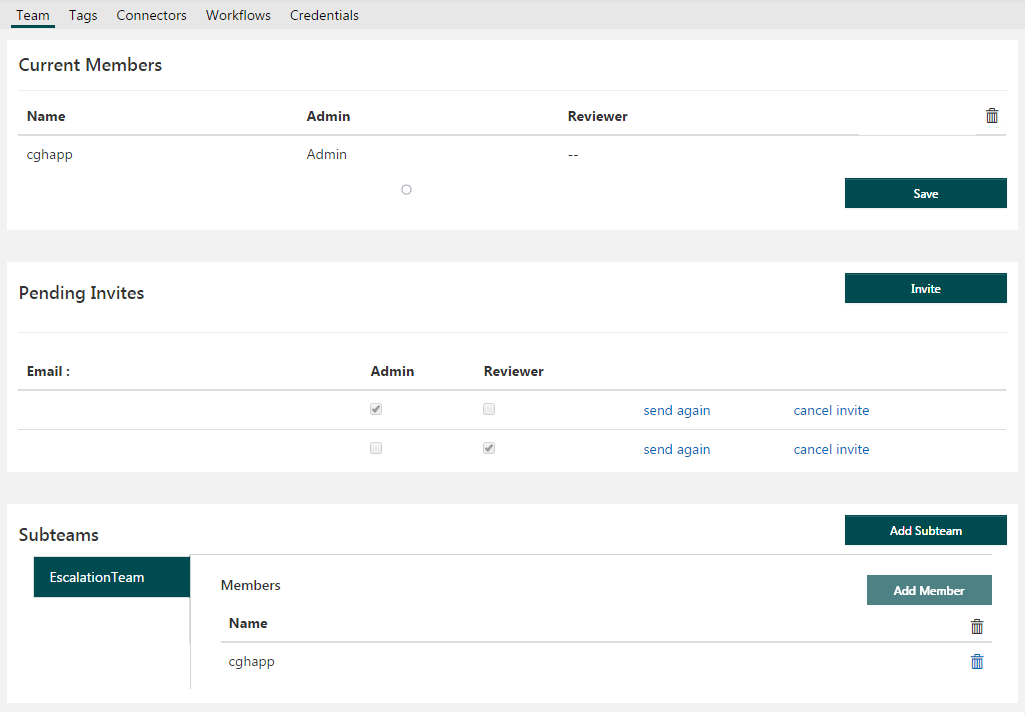 Team Tags Connectors Workflows Credentials
Current Members
Name Admin Reviewer
cghapp Admin --
Save
Pending Invites Invite
Email : Admin Reviewer
send again cancel invite
send again cancel invite
Subteams Add Subteam
EscalationTeam
Members Add Member
Name
cghapp